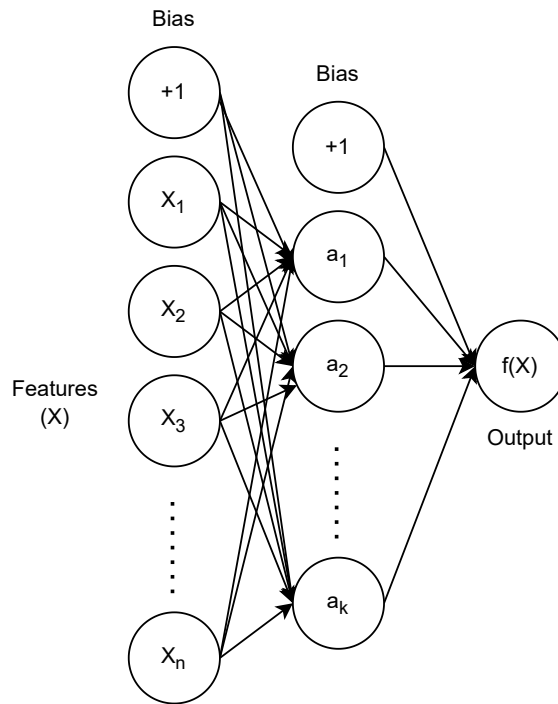 Bias
+1
X₁
X₂
X₃
Xₙ
Features
(X)
Bias
+1
a₁
a₂
aₖ
f(X)
Output